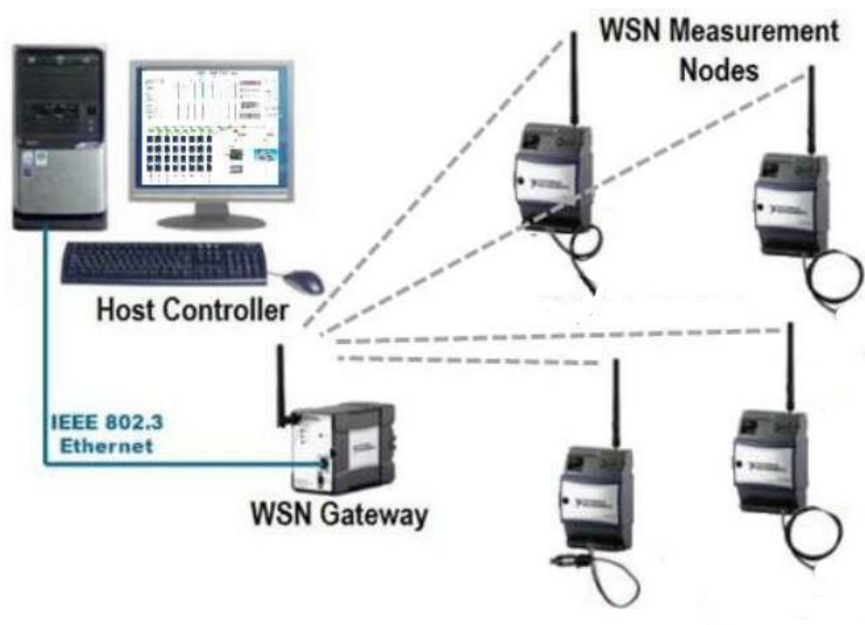 WSN Measurement
Nodes
Host Controller
IEEE 802.3
Ethernet
WSN Gateway